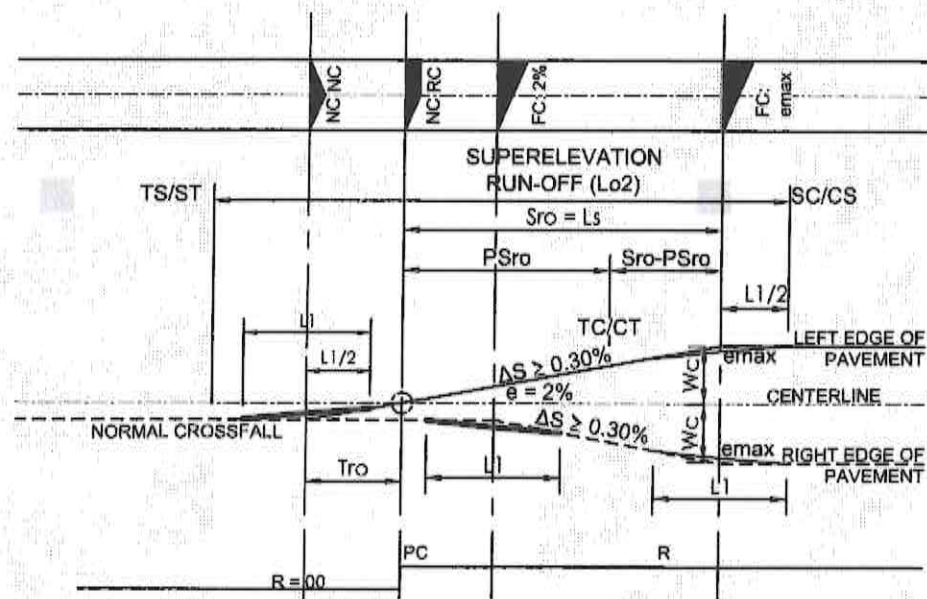 NC:NC
NC:RC
FC: 2%
FC:
emax
SUPERELEVATION
RUN-OFF (Lo2)
TS/ST
SC/CS
Sro = Ls
PSro
Sro-PSro
L1/2
L1
L1/2
TC/CT
LEFT EDGE OF
PAVEMENT
ΔS ≥ 0.30%
e = 2%
emax
Wc
CENTERLINE
NORMAL CROSSFALL
ΔS ≥ 0.30%
Wc
emax
RIGHT EDGE OF
PAVEMENT
Tro
L1
L1
PC
R
R = 00